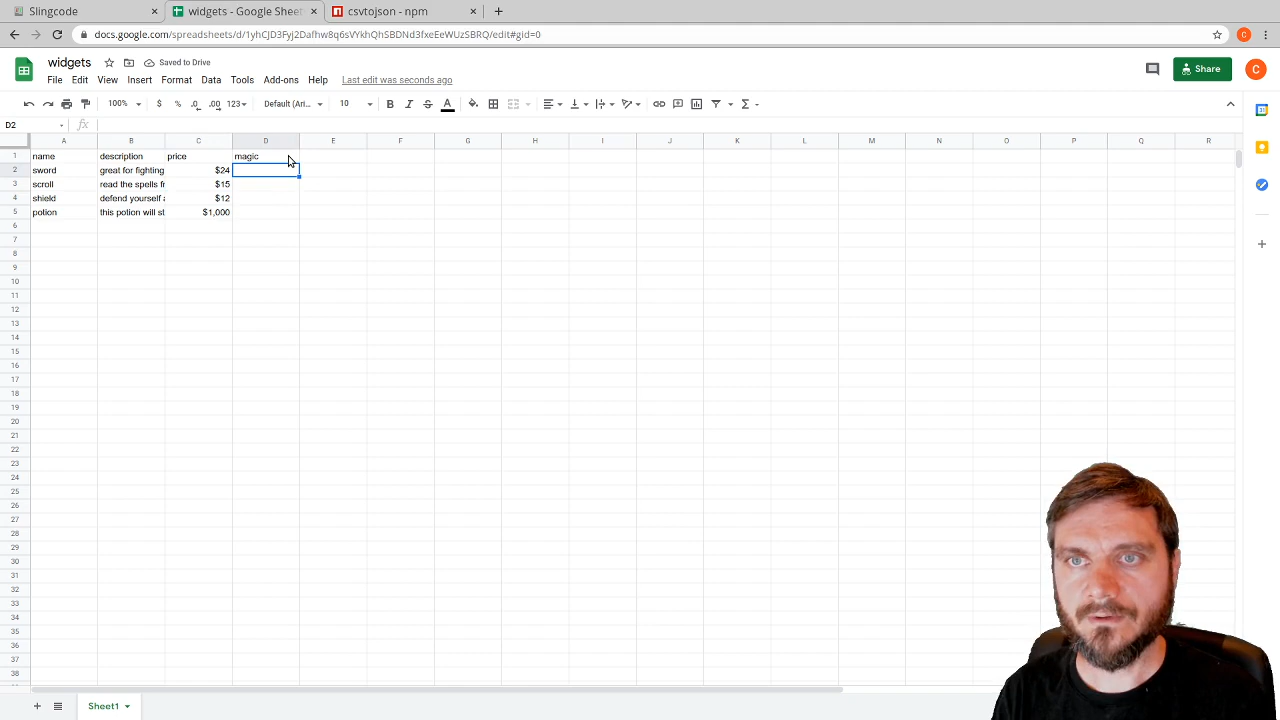 Slingcode
widgets - Google Sheet
csvtojson - npm
docs.google.com/spreadsheets/d/1yhCJD3Fyj2Dafhw8q6sVYkhQhSBDNd3fxeEeWUzSBRQ/edit#gid=0
C
widgets
Saved to Drive
File Edit View Insert Format Data Tools Add-ons Help Last edit was seconds ago
Share
C
100% $ % .0 .00 123 Default (Ari... 10 B I S A
D2 fx
A B C D E F G H I J K L M N O P Q R
1 name description price magic
2 sword great for fighting $24
3 scroll read the spells fr $15
4 shield defend yourself a $12
5 potion this potion will st $1,000
6
7
8
9
10
11
12
13
14
15
16
17
18
19
20
21
22
23
24
25
26
27
28
29
30
31
32
33
34
35
36
37
38
Sheet1